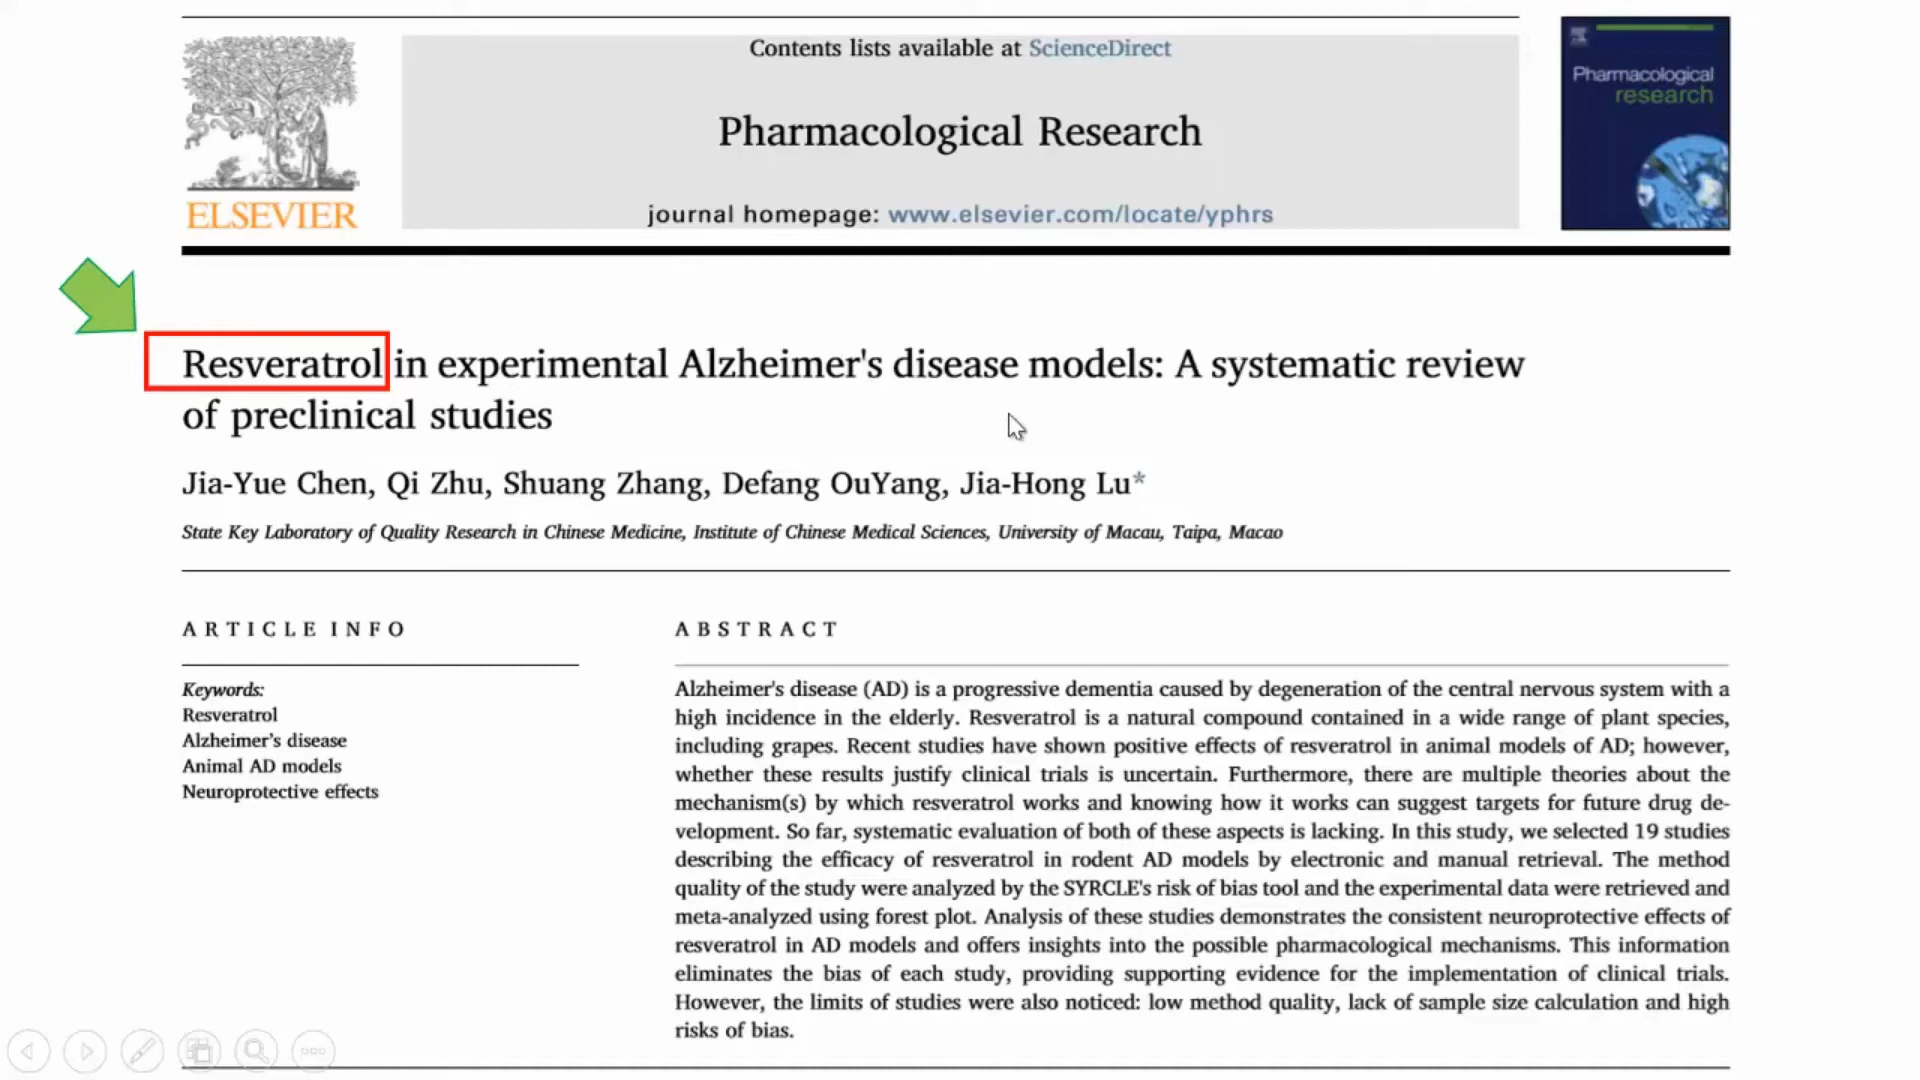 Contents lists available at ScienceDirect
Pharmacological Research
journal homepage: www.elsevier.com/locate/yphrs
ELSEVIER
Pharmacological
research
Resveratrol in experimental Alzheimer's disease models: A systematic review
of preclinical studies
Jia-Yue Chen, Qi Zhu, Shuang Zhang, Defang OuYang, Jia-Hong Lu*
State Key Laboratory of Quality Research in Chinese Medicine, Institute of Chinese Medical Sciences, University of Macau, Taipa, Macao
ARTICLE INFO
Keywords:
Resveratrol
Alzheimer's disease
Animal AD models
Neuroprotective effects
ABSTRACT
Alzheimer's disease (AD) is a progressive dementia caused by degeneration of the central nervous system with a
high incidence in the elderly. Resveratrol is a natural compound contained in a wide range of plant species,
including grapes. Recent studies have shown positive effects of resveratrol in animal models of AD; however,
whether these results justify clinical trials is uncertain. Furthermore, there are multiple theories about the
mechanism(s) by which resveratrol works and knowing how it works can suggest targets for future drug de-
velopment. So far, systematic evaluation of both of these aspects is lacking. In this study, we selected 19 studies
describing the efficacy of resveratrol in rodent AD models by electronic and manual retrieval. The method
quality of the study were analyzed by the SYRCLE's risk of bias tool and the experimental data were retrieved and
meta-analyzed using forest plot. Analysis of these studies demonstrates the consistent neuroprotective effects of
resveratrol in AD models and offers insights into the possible pharmacological mechanisms. This information
eliminates the bias of each study, providing supporting evidence for the implementation of clinical trials.
However, the limits of studies were also noticed: low method quality, lack of sample size calculation and high
risks of bias.